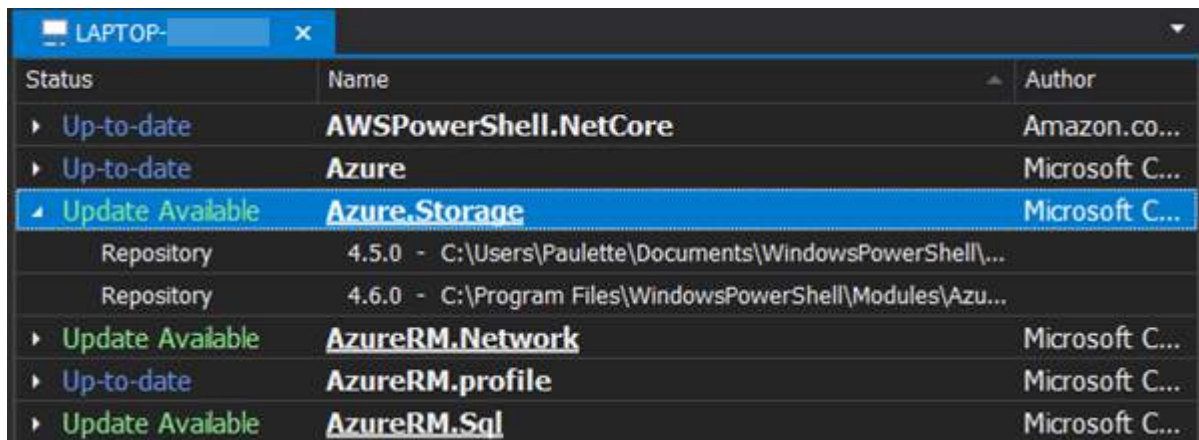 LAPTOP-
Status Name Author
Up-to-date AWSPowerShell.NetCore Amazon.co...
Up-to-date Azure Microsoft C...
Update Available Azure.Storage Microsoft C...
Repository 4.5.0 - C:\Users\Paulette\Documents\WindowsPowerShell\...
Repository 4.6.0 - C:\Program Files\WindowsPowerShell\Modules\Azu...
Update Available AzureRM.Network Microsoft C...
Up-to-date AzureRM.profile Microsoft C...
Update Available AzureRM.Sql Microsoft C...